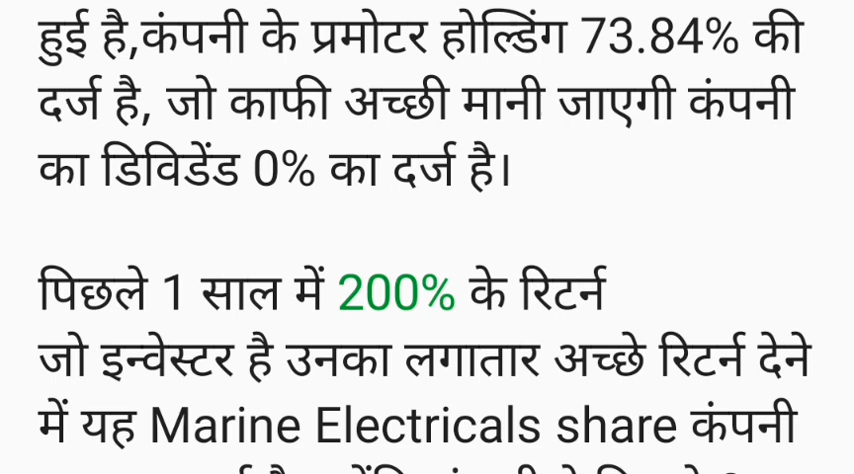 हुई है,कंपनी के प्रमोटर होल्डिंग 73.84% की
दर्ज है, जो काफी अच्छी मानी जाएगी कंपनी
का डिविडेंड 0% का दर्ज है।
पिछले 1 साल में 200% के रिटर्न
जो इन्वेस्टर है उनका लगातार अच्छे रिटर्न देने
में यह Marine Electricals share कंपनी